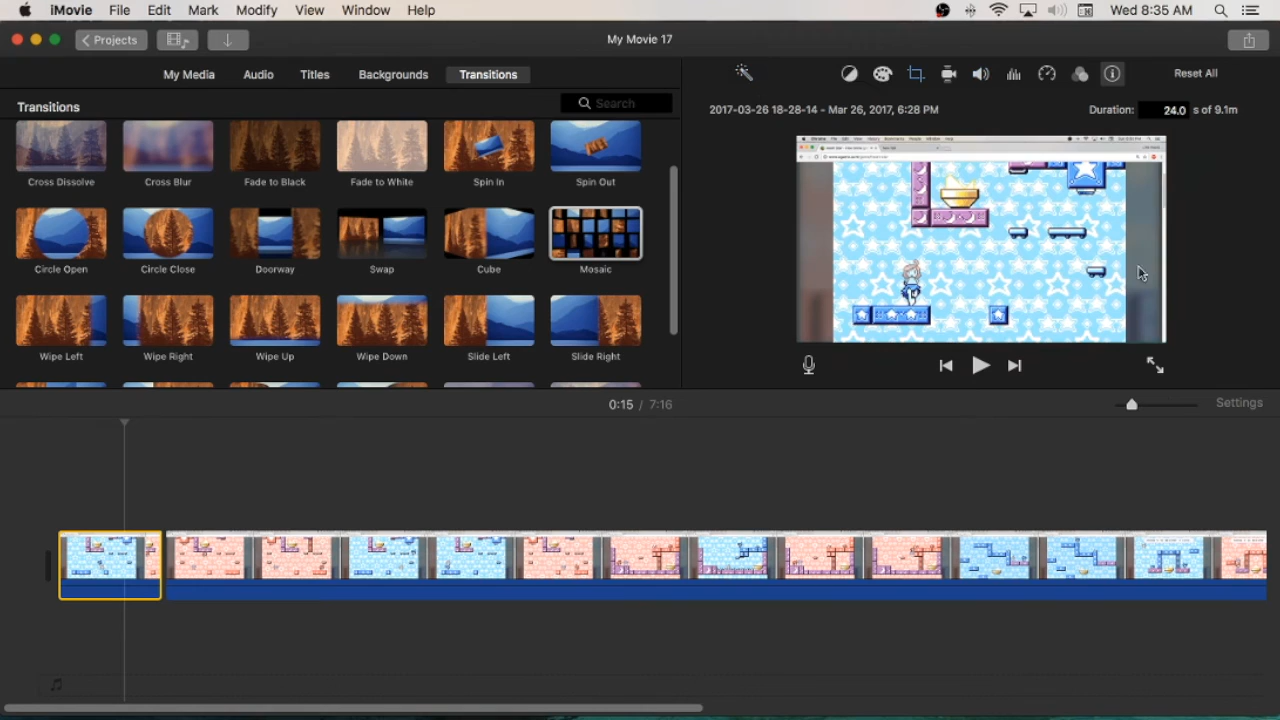 iMovie File Edit Mark Modify View Window Help Wed 8:35 AM
Projects My Movie 17
My Media Audio Titles Backgrounds Transitions Reset All
Transitions Search
2017-03-26 18-28-14 - Mar 26, 2017, 6:28 PM Duration: 24.0 s of 9.1m
Cross Dissolve Cross Blur Fade to Black Fade to White Spin In Spin Out
Circle Open Circle Close Doorway Swap Cube Mosaic
Wipe Left Wipe Right Wipe Up Wipe Down Slide Left Slide Right
0:15 / 7:16 Settings